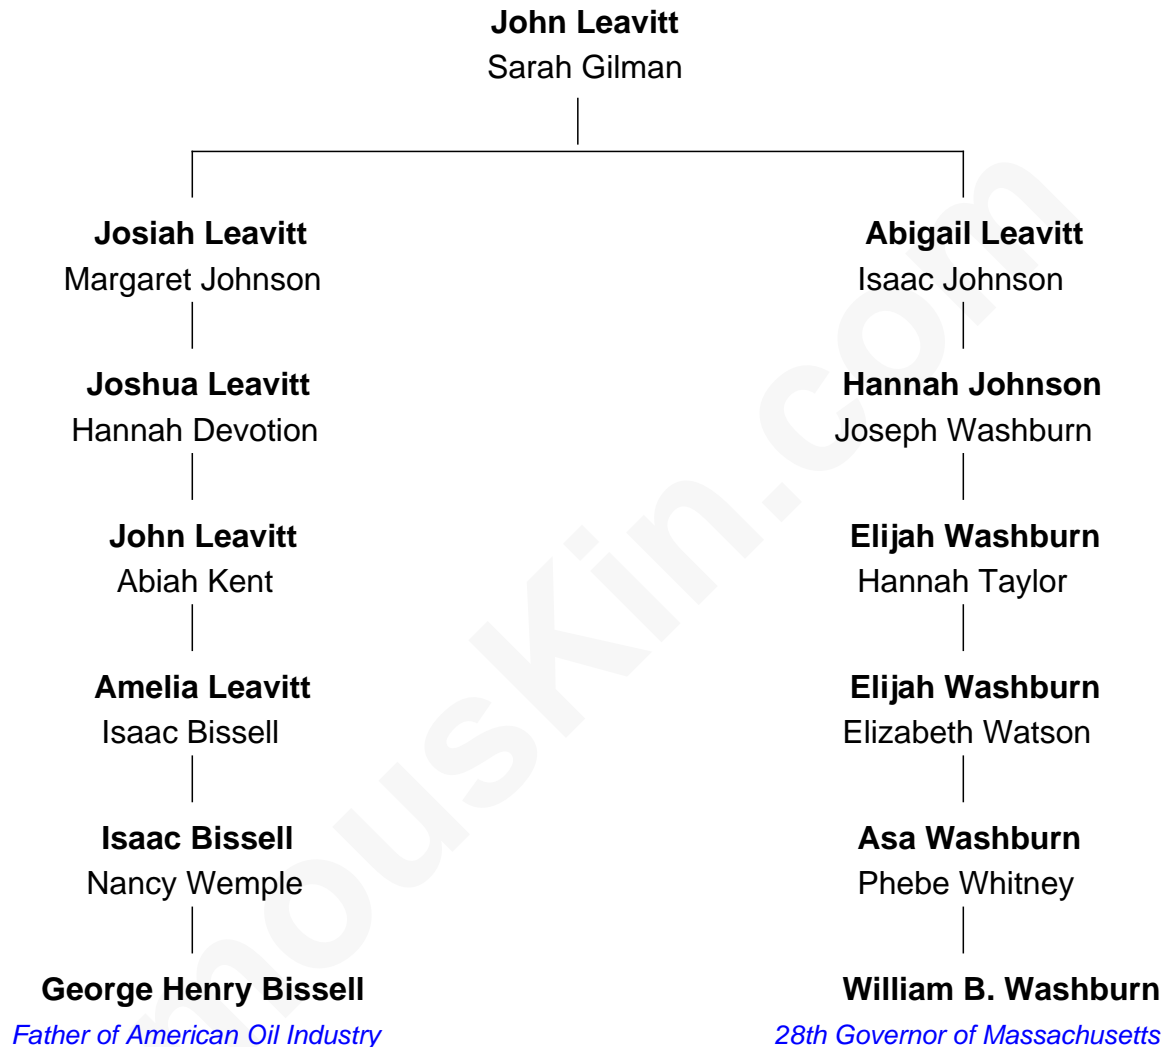 John Leavitt
Sarah Gilman
Josiah Leavitt
Margaret Johnson
Abigail Leavitt
Isaac Johnson
Joshua Leavitt
Hannah Devotion
Hannah Johnson
Joseph Washburn
John Leavitt
Abiah Kent
Elijah Washburn
Hannah Taylor
Amelia Leavitt
Isaac Bissell
Elijah Washburn
Elizabeth Watson
Isaac Bissell
Nancy Wemple
Asa Washburn
Phebe Whitney
George Henry Bissell
Father of American Oil Industry
William B. Washburn
28th Governor of Massachusetts
mousKin.com